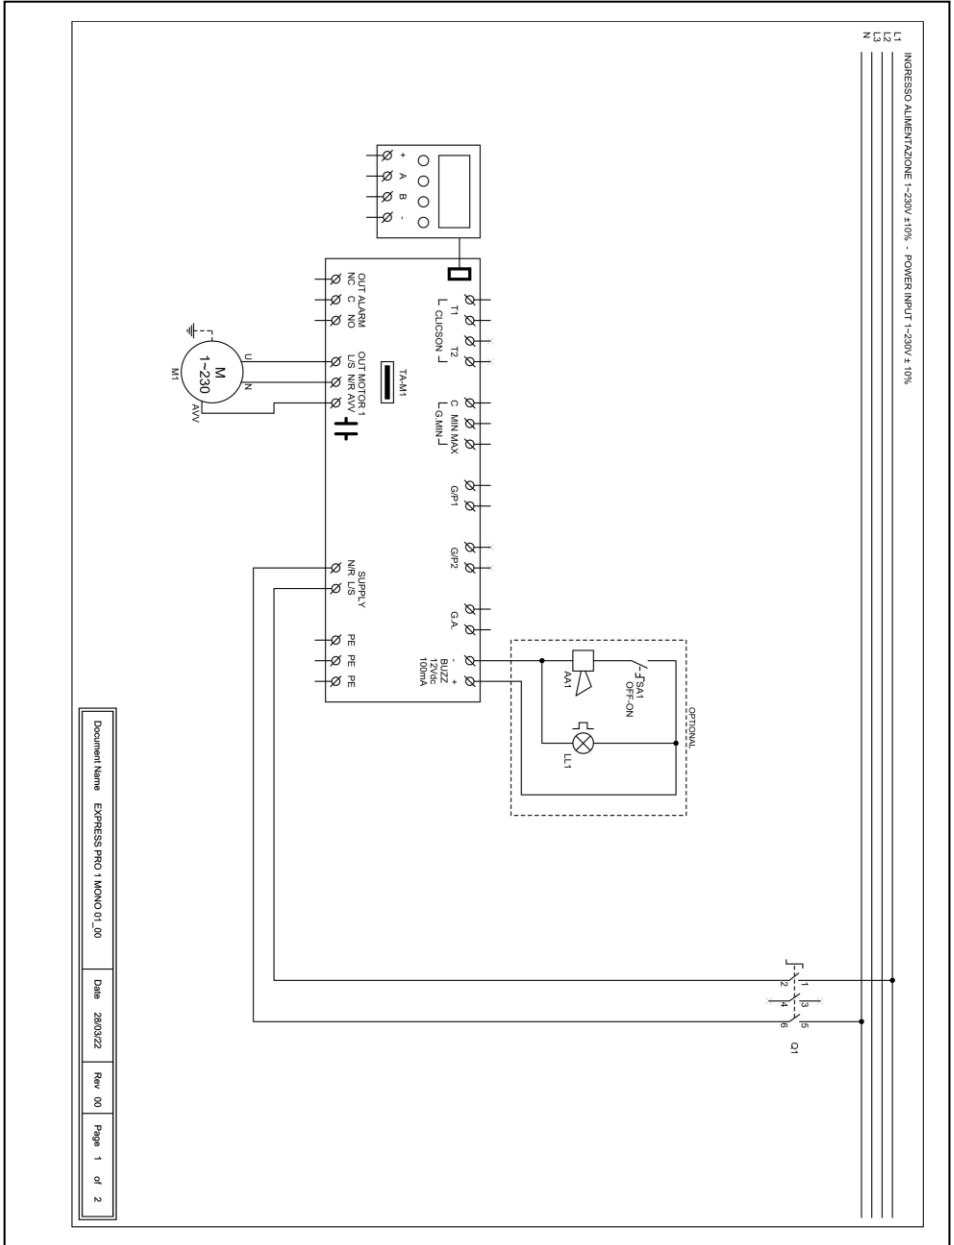 L1
L2
L3
N
INGRESSO ALIMENTAZIONE 1~230V ±10% - POWER INPUT 1~230V ± 10%
+ A B -
T1 T2
CLICSON
C MIN MAX
G.MIN
G/P1
G/P2
G.A.
- +
BUZZ
12Vdc
100mA
TA-M1
OUT ALARM
NC C NO
OUT MOTOR 1
L/S N/R AVV
SUPPLY
N/R L/S
PE PE PE
U N
M
1~230
M1
AVV
OPTIONAL
SA1
OFF-ON
AA1
LL1
1 3 5
2 4 6
Q1
Document Name EXPRESS PRO 1 MONO 01_00 Date 28/03/22 Rev 00 Page 1 of 2